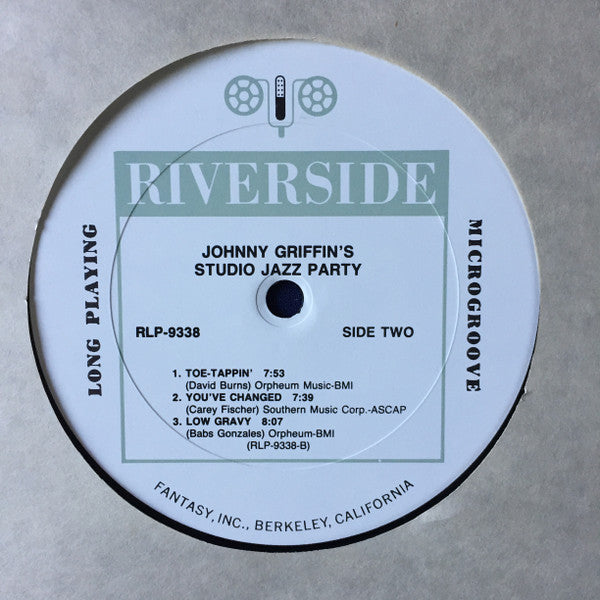 RIVERSIDE
LONG PLAYING
MICROGROOVE
JOHNNY GRIFFIN'S
STUDIO JAZZ PARTY
RLP-9338 SIDE TWO
1. TOE-TAPPIN' 7:53
(David Burns) Orpheum Music-BMI
2. YOU'VE CHANGED 7:39
(Carey Fischer) Southern Music Corp.-ASCAP
3. LOW GRAVY 8:07
(Babs Gonzales) Orpheum-BMI
(RLP-9338-B)
FANTASY, INC., BERKELEY, CALIFORNIA